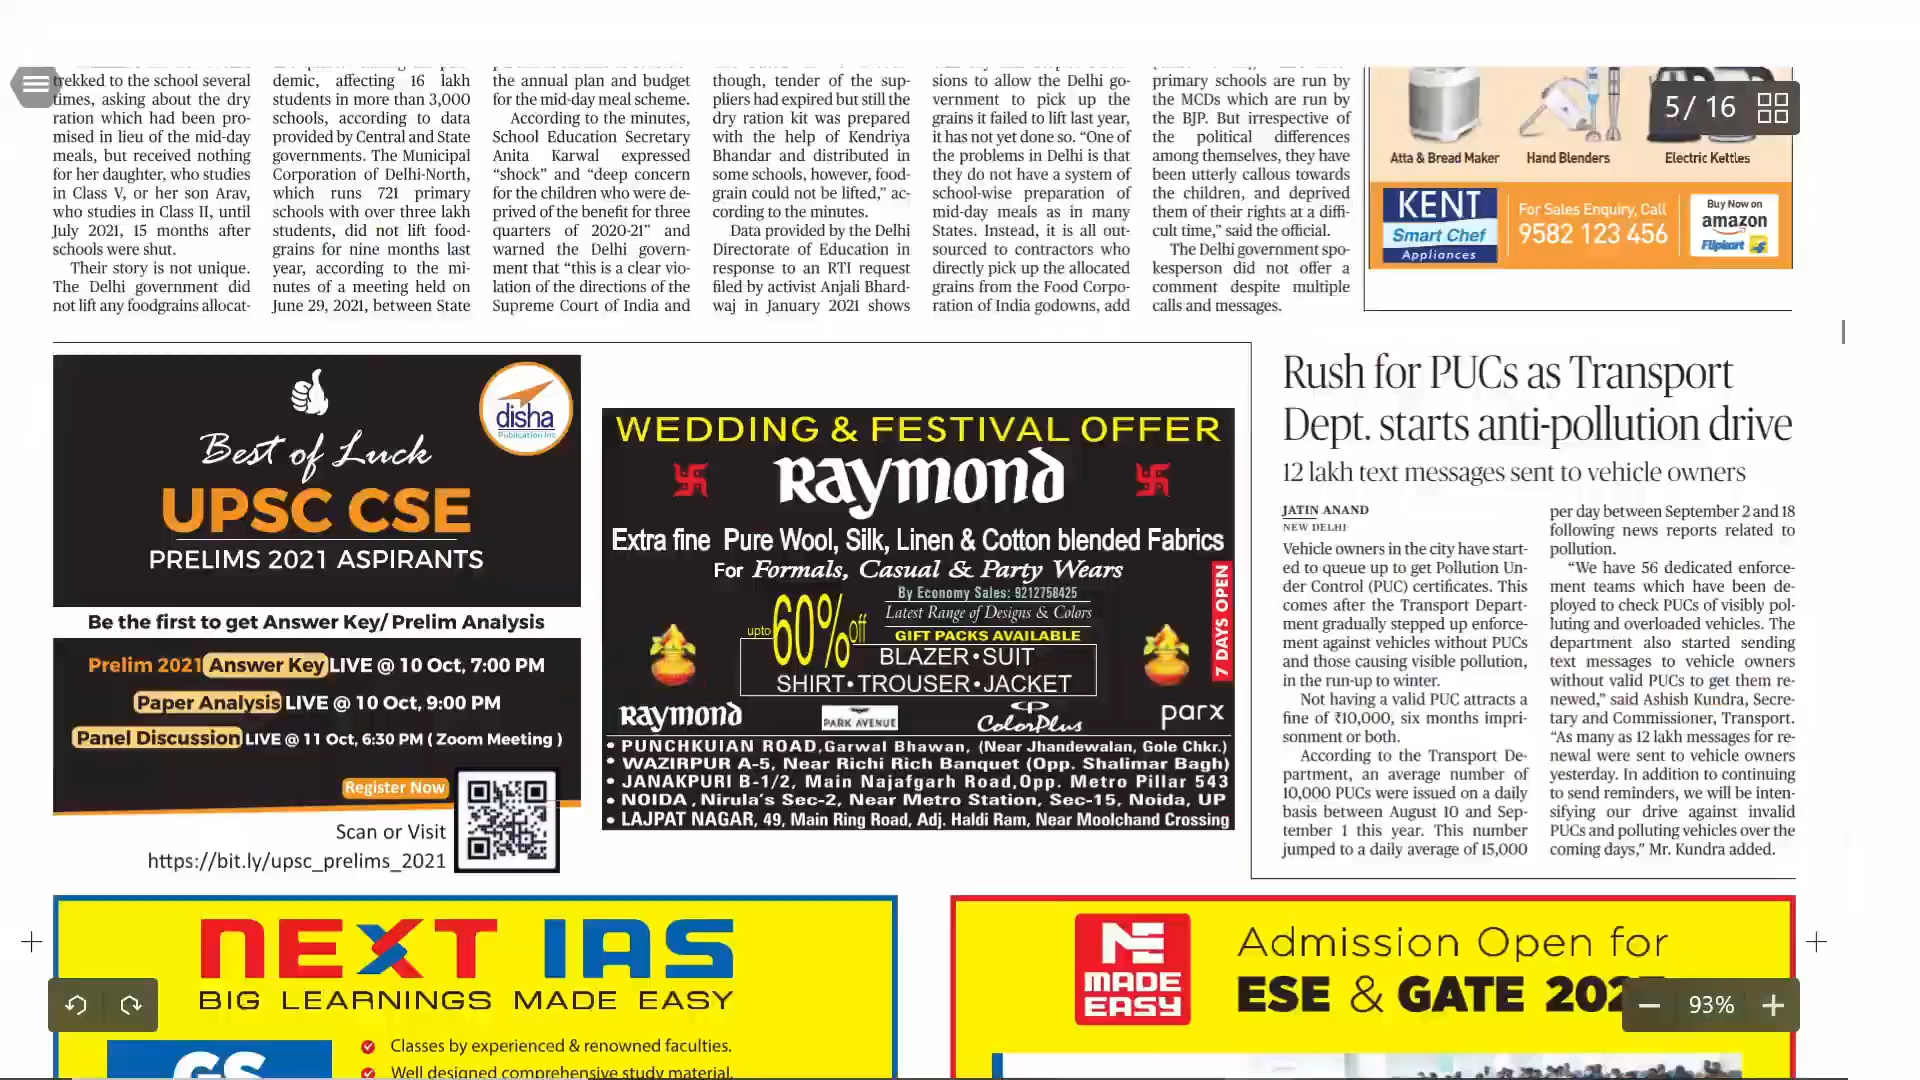 trekked to the school several
times, asking about the dry
ration which had been pro-
mised in lieu of the mid-day
meals, but received nothing
for her daughter, who studies
in Class V, or her son Arav,
who studies in Class II, until
July 2021, 15 months after
schools were shut.
Their story is not unique.
The Delhi government did
not lift any foodgrains allocat-
demic, affecting 16 lakh
students in more than 3,000
schools, according to data
provided by Central and State
governments. The Municipal
Corporation of Delhi-North,
which runs 721 primary
schools with over three lakh
students, did not lift food-
grains for nine months last
year, according to the mi-
nutes of a meeting held on
June 29, 2021, between State
the annual plan and budget
for the mid-day meal scheme.
According to the minutes,
School Education Secretary
Anita Karwal expressed
“shock” and “deep concern
for the children who were de-
prived of the benefit for three
quarters of 2020-21” and
warned the Delhi govern-
ment that “this is a clear vio-
lation of the directions of the
Supreme Court of India and
though, tender of the sup-
pliers had expired but still the
dry ration kit was prepared
with the help of Kendriya
Bhandar and distributed in
some schools, however, food-
grain could not be lifted,” ac-
cording to the minutes.
Data provided by the Delhi
Directorate of Education in
response to an RTI request
filed by activist Anjali Bhard-
waj in January 2021 shows
sions to allow the Delhi go-
vernment to pick up the
grains it failed to lift last year,
it has not yet done so. “One of
the problems in Delhi is that
they do not have a system of
school-wise preparation of
mid-day meals as in many
States. Instead, it is all out-
sourced to contractors who
directly pick up the allocated
grains from the Food Corpo-
ration of India godowns, add
primary schools are run by
the MCDs which are run by
the BJP. But irrespective of
the political differences
among themselves, they have
been utterly callous towards
the children, and deprived
them of their rights at a diffi-
cult time,” said the official.
The Delhi government spo-
kesperson did not offer a
comment despite multiple
calls and messages.
5 / 16
Atta & Bread Maker
Hand Blenders
Electric Kettles
KENT
Smart Chef
Appliances
For Sales Enquiry, Call
9582 123 456
Buy Now on
amazon
Flipkart
disha
Publication Inc
Best of Luck
UPSC CSE
PRELIMS 2021 ASPIRANTS
Be the first to get Answer Key/ Prelim Analysis
Prelim 2021 Answer Key LIVE @ 10 Oct, 7:00 PM
Paper Analysis LIVE @ 10 Oct, 9:00 PM
Panel Discussion LIVE @ 11 Oct, 6:30 PM ( Zoom Meeting )
Register Now
Scan or Visit
https://bit.ly/upsc_prelims_2021
WEDDING & FESTIVAL OFFER
Raymond
Extra fine Pure Wool, Silk, Linen & Cotton blended Fabrics
For Formals, Casual & Party Wears
By Economy Sales: 9212758425
Latest Range of Designs & Colors
upto 60% off
GIFT PACKS AVAILABLE
BLAZER • SUIT
SHIRT • TROUSER • JACKET
7 DAYS OPEN
Raymond
PARK AVENUE
ColorPlus
parx
• PUNCHKUIAN ROAD, Garwal Bhawan, (Near Jhandewalan, Gole Chkr.)
• WAZIRPUR A-5, Near Richi Rich Banquet (Opp. Shalimar Bagh)
• JANAKPURI B-1/2, Main Najafgarh Road, Opp. Metro Pillar 543
• NOIDA , Nirula's Sec-2, Near Metro Station, Sec-15, Noida, UP
• LAJPAT NAGAR, 49, Main Ring Road, Adj. Haldi Ram, Near Moolchand Crossing
Rush for PUCs as Transport
Dept. starts anti-pollution drive
12 lakh text messages sent to vehicle owners
JATIN ANAND
NEW DELHI
Vehicle owners in the city have start-
ed to queue up to get Pollution Un-
der Control (PUC) certificates. This
comes after the Transport Depart-
ment gradually stepped up enforce-
ment against vehicles without PUCs
and those causing visible pollution,
in the run-up to winter.
Not having a valid PUC attracts a
fine of ₹10,000, six months impri-
sonment or both.
According to the Transport De-
partment, an average number of
10,000 PUCs were issued on a daily
basis between August 10 and Sep-
tember 1 this year. This number
jumped to a daily average of 15,000
per day between September 2 and 18
following news reports related to
pollution.
“We have 56 dedicated enforce-
ment teams which have been de-
ployed to check PUCs of visibly pol-
luting and overloaded vehicles. The
department also started sending
text messages to vehicle owners
without valid PUCs to get them re-
newed,” said Ashish Kundra, Secre-
tary and Commissioner, Transport.
“As many as 12 lakh messages for re-
newal were sent to vehicle owners
yesterday. In addition to continuing
to send reminders, we will be inten-
sifying our drive against invalid
PUCs and polluting vehicles over the
coming days,” Mr. Kundra added.
NEXT IAS
BIG LEARNINGS MADE EASY
GS
Classes by experienced & renowned faculties.
Well designed comprehensive study material.
ME
MADE
EASY
Admission Open for
ESE & GATE 202
93%